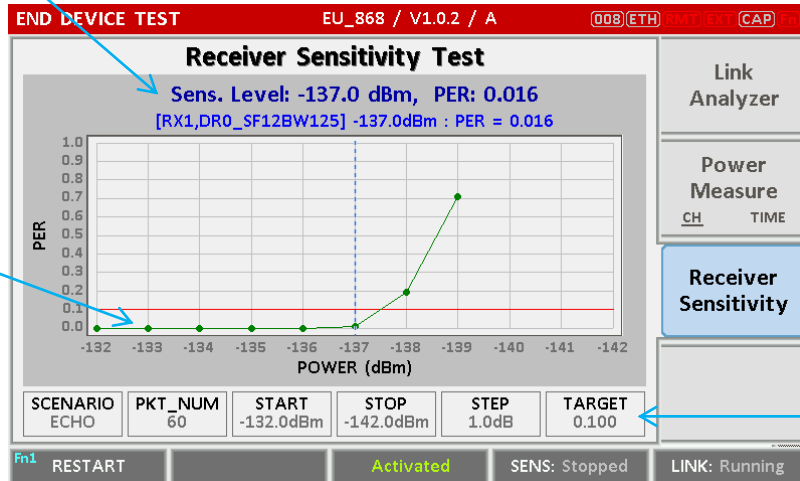 END DEVICE TEST EU_868 / V1.0.2 / A 008 ETH RMT EXT CAP Fn
Receiver Sensitivity Test
Sens. Level: -137.0 dBm, PER: 0.016
[RX1,DR0_SF12BW125] -137.0dBm : PER = 0.016
1.0
0.9
0.8
0.7
0.6
0.5
0.4
0.3
0.2
0.1
0.0
PER
-132 -133 -134 -135 -136 -137 -138 -139 -140 -141 -142
POWER (dBm)
SCENARIO PKT_NUM START STOP STEP TARGET
ECHO 60 -132.0dBm -142.0dBm 1.0dB 0.100
Link
Analyzer
Power
Measure
CH TIME
Receiver
Sensitivity
Fn1 RESTART Activated SENS: Stopped LINK: Running